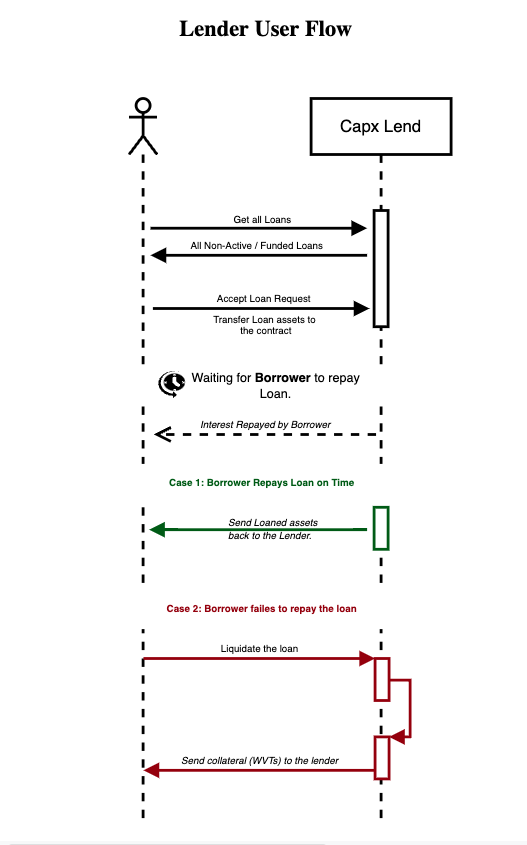 Lender User Flow
Capx Lend
Get all Loans
All Non-Active / Funded Loans
Accept Loan Request
Transfer Loan assets to
the contract
Waiting for Borrower to repay
Loan.
Interest Repayed by Borrower
Case 1: Borrower Repays Loan on Time
Send Loaned assets
back to the Lender.
Case 2: Borrower failes to repay the loan
Liquidate the loan
Send collateral (WVTs) to the lender